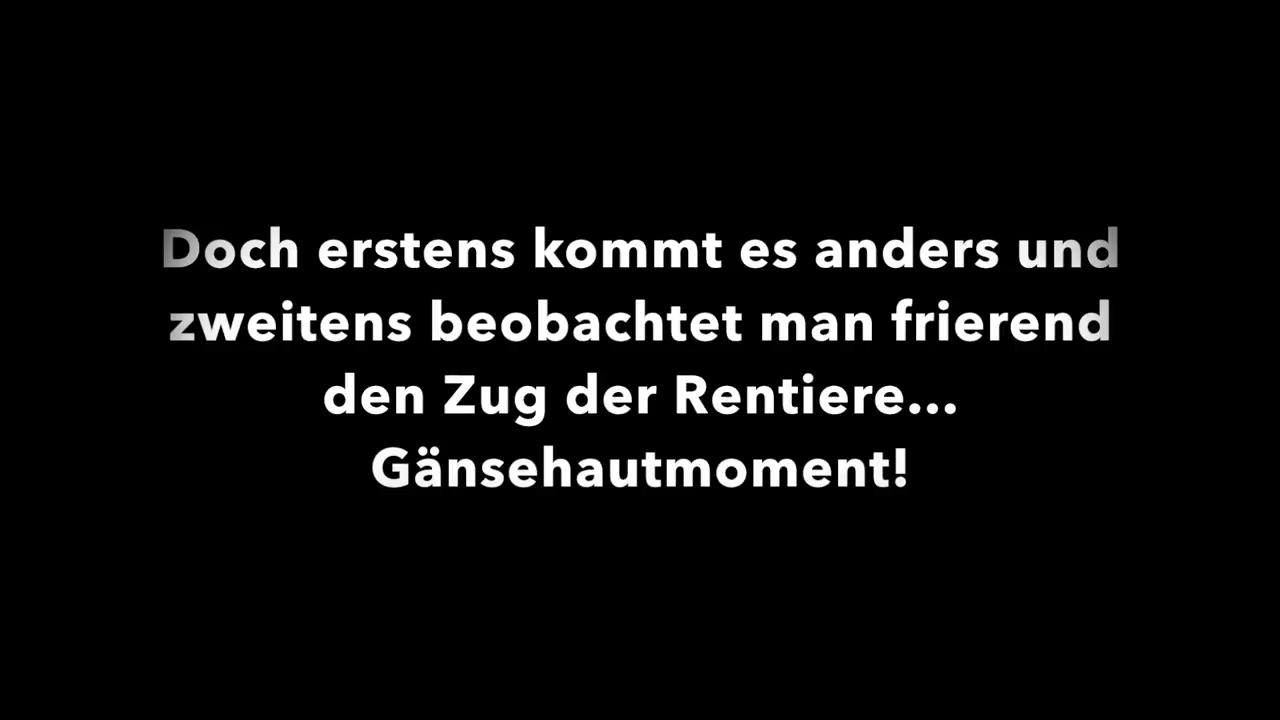 Doch erstens kommt es anders und
zweitens beobachtet man frierend
den Zug der Rentiere...
Gänsehautmoment!